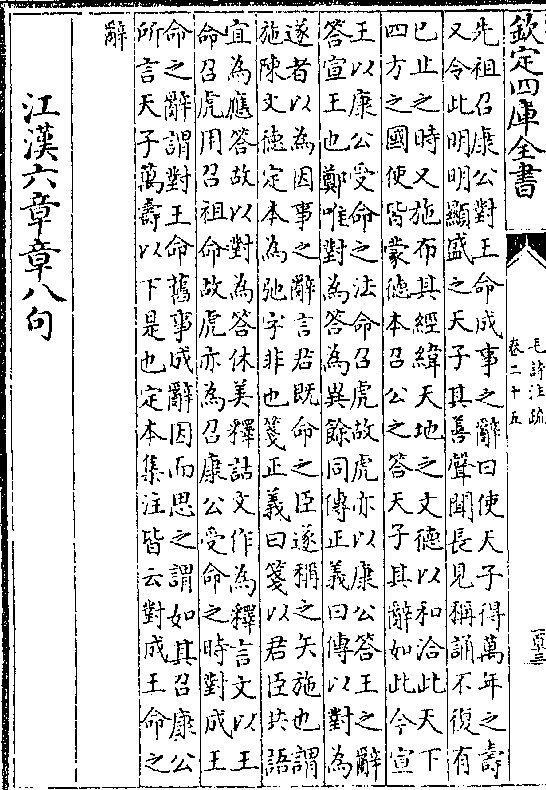 欽定四庫全書
毛詩注疏
卷二十五
先祖召康公對王命成事之辭曰使天子得萬年之壽
又令此明明顯盛之天子其善聲聞長見稱誦不復有
已止之時又施布其經緯天地之文德以和洽此天下
四方之國使皆蒙德本召公之答天子其辭如此今宣
王以康公受命之法命召虎故虎亦以康公答王之辭
答宣王也鄭唯對為答為異餘同傳正義曰傳以對為
遂者以為因事之辭言君既命之臣遂稱之矢施也謂
施陳文德定本為弛字非也箋正義曰箋以君臣共語
宜為應答故以對為答休美釋詁文作為釋言文以王
命召虎用召祖命故虎亦為召康公受命之時對成王
命之辭謂對王命舊事成辭因而思之謂如其召康公
所言天子萬壽以下是也定本集注皆云對成王命之
辭
江漢六章章八句